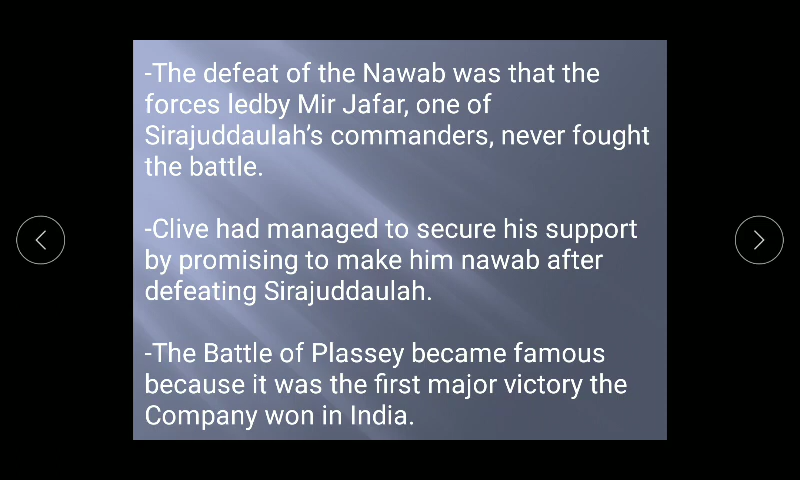 -The defeat of the Nawab was that the
forces ledby Mir Jafar, one of
Sirajuddaulah's commanders, never fought
the battle.
-Clive had managed to secure his support
by promising to make him nawab after
defeating Sirajuddaulah.
-The Battle of Plassey became famous
because it was the first major victory the
Company won in India.